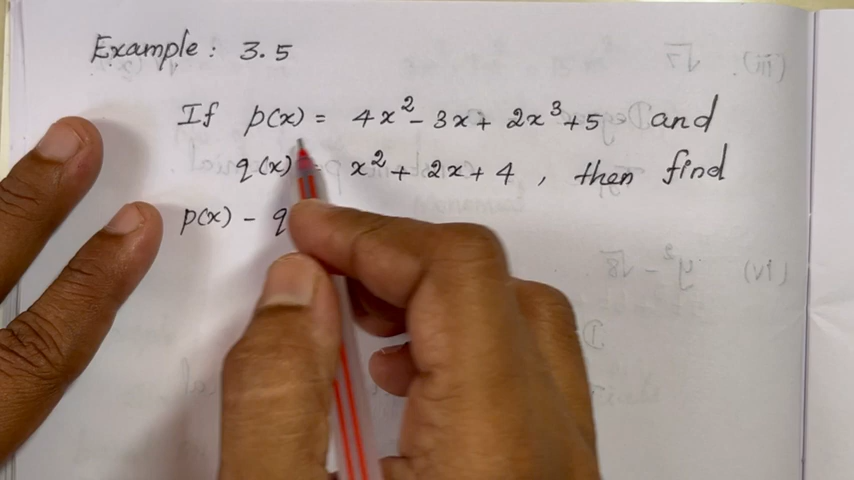 Example : 3.5
If p(x) = 4x² - 3x + 2x³ + 5 and
q(x) = x² + 2x + 4 , then find
p(x) - q